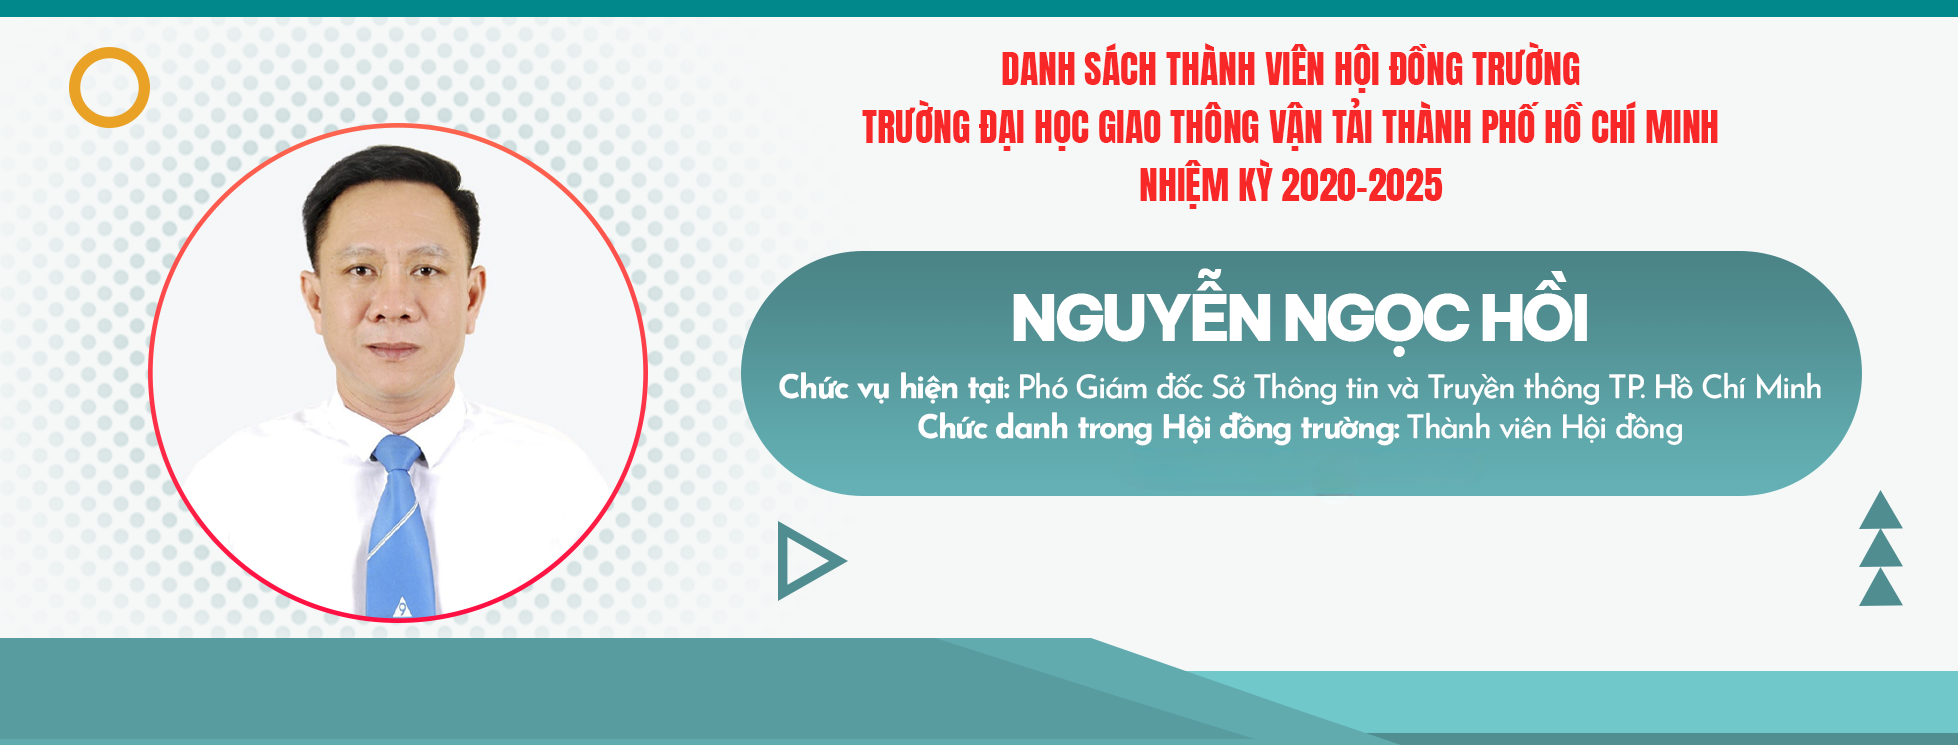 DANH SÁCH THÀNH VIÊN HỘI ĐỒNG TRƯỜNG
TRƯỜNG ĐẠI HỌC GIAO THÔNG VẬN TẢI THÀNH PHỐ HỒ CHÍ MINH
NHIỆM KỲ 2020-2025
NGUYỄN NGỌC HỒI
Chức vụ hiện tại: Phó Giám đốc Sở Thông tin và Truyền thông TP. Hồ Chí Minh
Chức danh trong Hội đồng trường: Thành viên Hội đồng
9